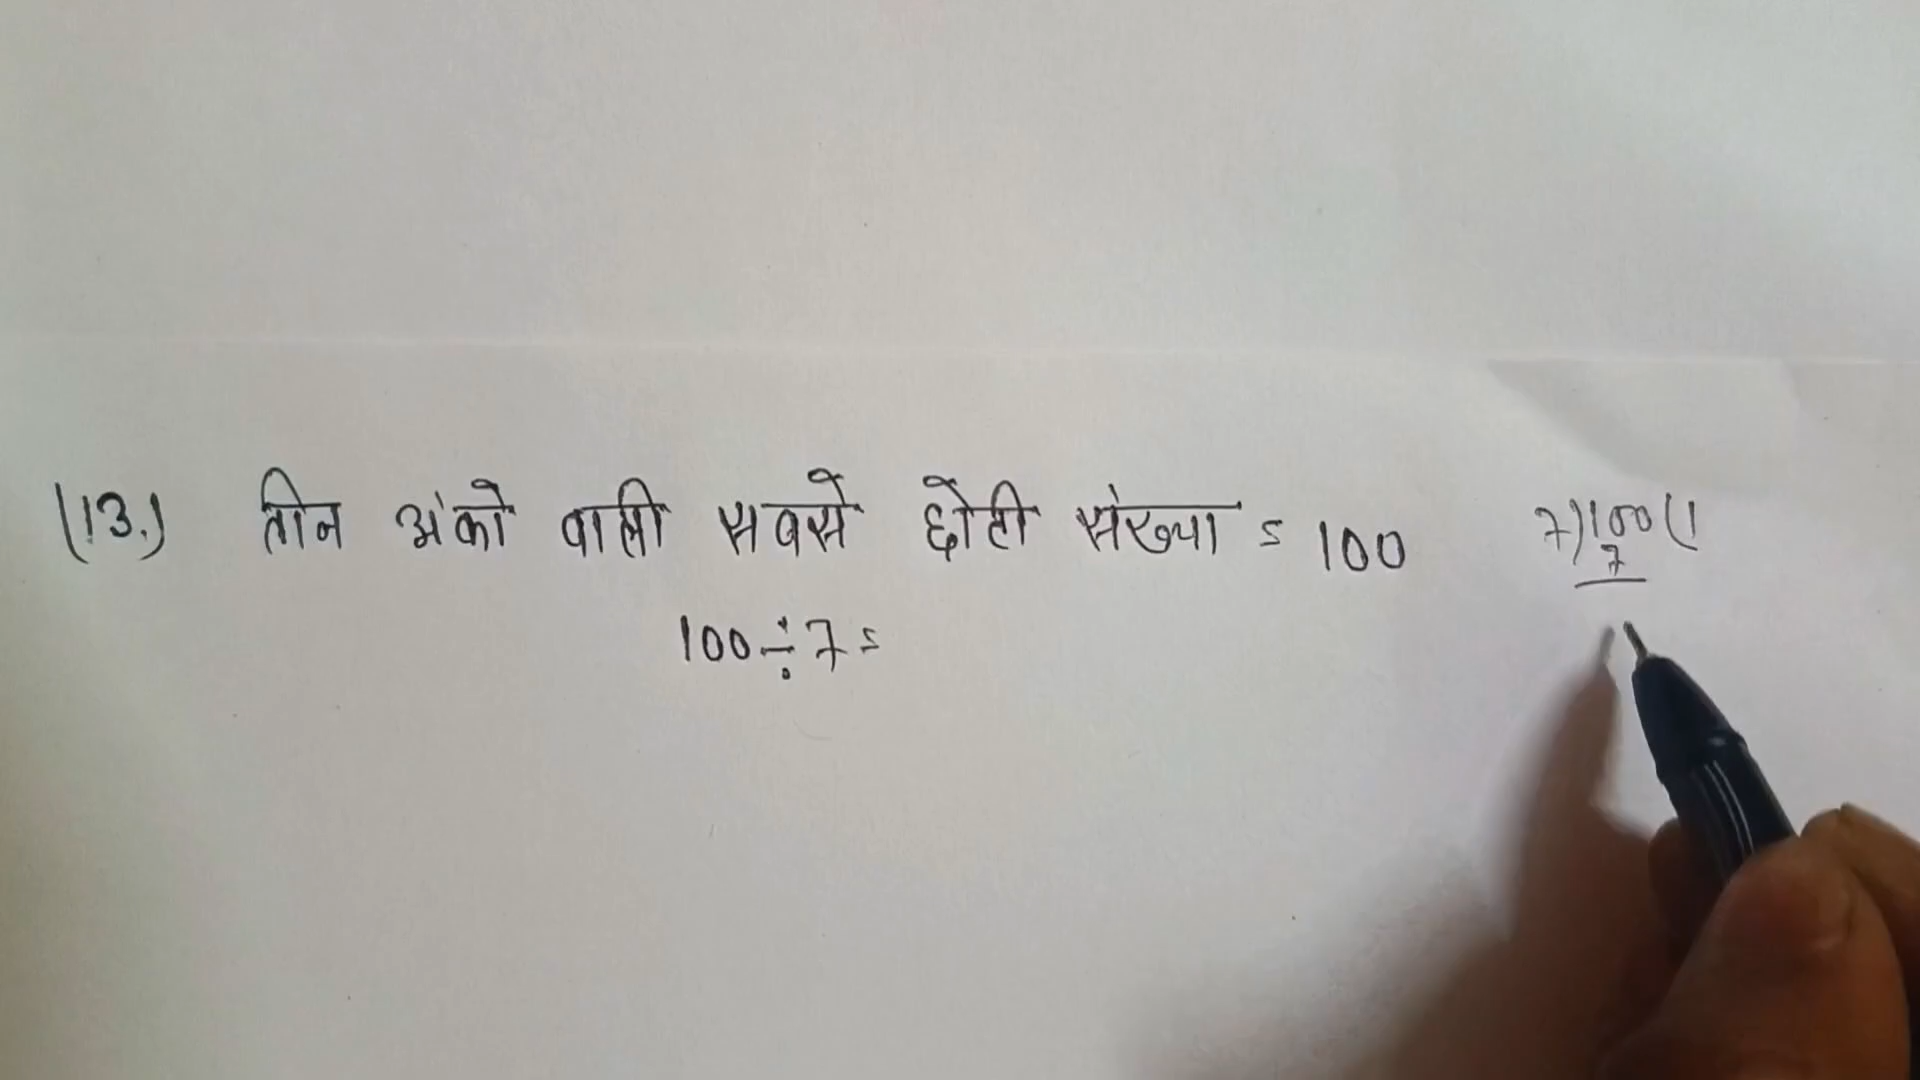 (13.) तीन अंको वाली सबसे छोटी संख्या = 100
7)100(1
7
100 ÷ 7 =